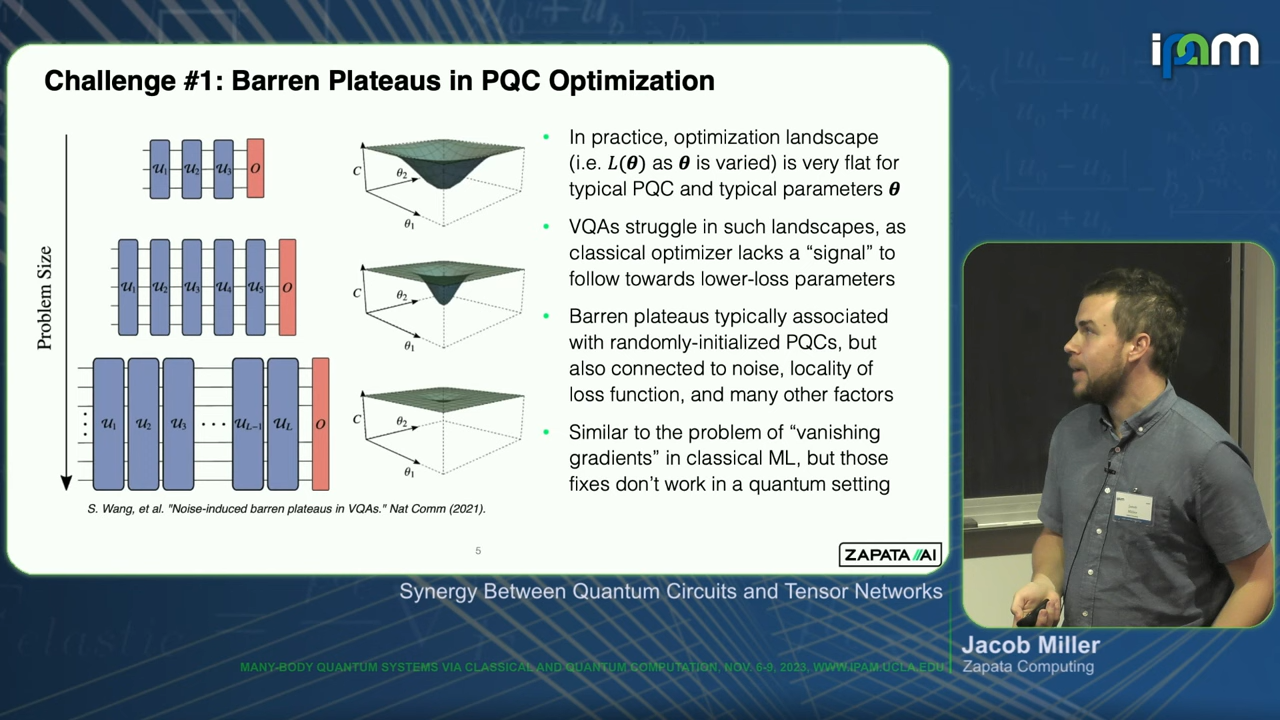 ipam
Challenge #1: Barren Plateaus in PQC Optimization
Problem Size
U1 U2 U3 O
C θ2 θ1
U1 U2 U3 U4 U5 O
C θ2 θ1
U1 U2 U3 ··· UL−1 UL O
C θ2 θ1
S. Wang, et al. "Noise-induced barren plateaus in VQAs." Nat Comm (2021).
• In practice, optimization landscape
(i.e. L(θ) as θ is varied) is very flat for
typical PQC and typical parameters θ
• VQAs struggle in such landscapes, as
classical optimizer lacks a “signal” to
follow towards lower-loss parameters
• Barren plateaus typically associated
with randomly-initialized PQCs, but
also connected to noise, locality of
loss function, and many other factors
• Similar to the problem of “vanishing
gradients” in classical ML, but those
fixes don’t work in a quantum setting
5
ZAPATA//AI
Synergy Between Quantum Circuits and Tensor Networks
Jacob Miller
Zapata Computing
MANY-BODY QUANTUM SYSTEMS VIA CLASSICAL AND QUANTUM COMPUTATION, NOV. 6-9, 2023, WWW.IPAM.UCLA.EDU
elastic